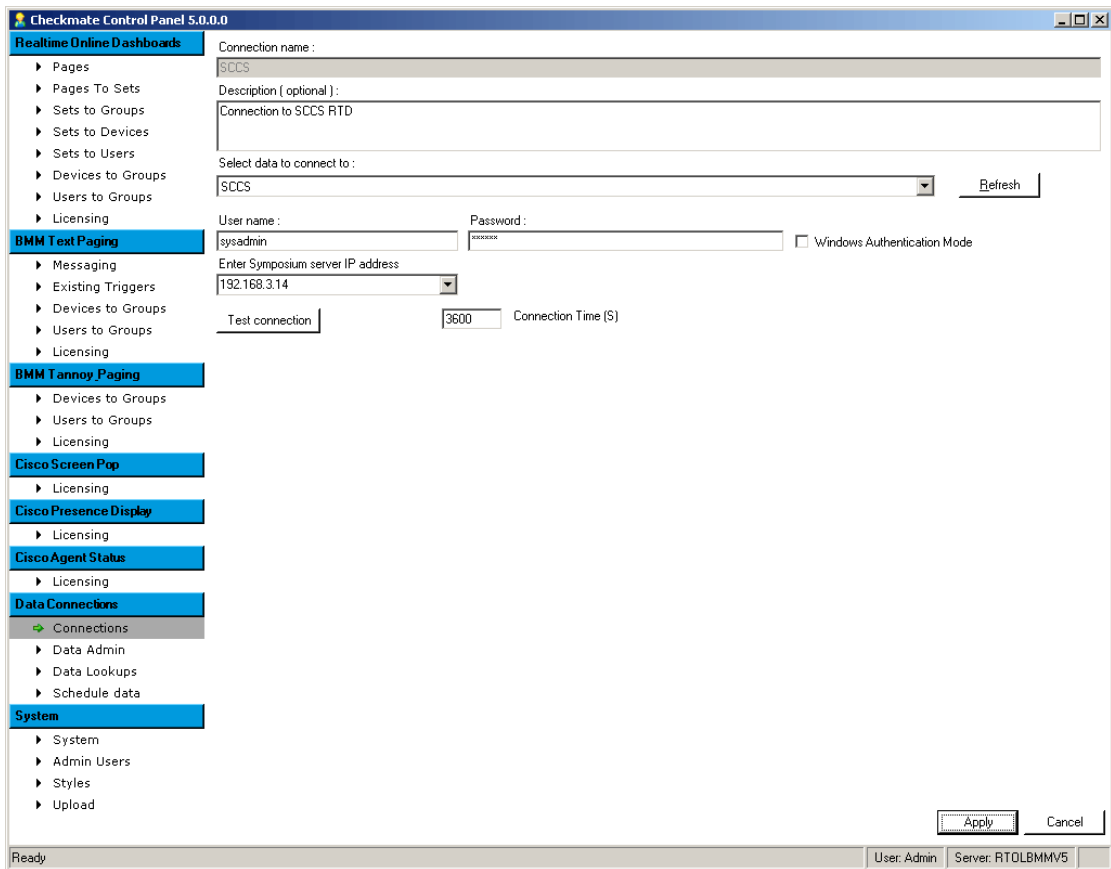 Checkmate Control Panel 5.0.0.0
Realtime Online Dashboards
Pages
Pages To Sets
Sets to Groups
Sets to Devices
Sets to Users
Devices to Groups
Users to Groups
Licensing
BMM Text Paging
Messaging
Existing Triggers
Devices to Groups
Users to Groups
Licensing
BMM Tannoy Paging
Devices to Groups
Users to Groups
Licensing
Cisco Screen Pop
Licensing
Cisco Presence Display
Licensing
Cisco Agent Status
Licensing
Data Connections
Connections
Data Admin
Data Lookups
Schedule data
System
System
Admin Users
Styles
Upload
Connection name :
SCCS
Description ( optional ) :
Connection to SCCS RTD
Select data to connect to :
SCCS
Refresh
User name :
Password :
sysadmin
xxxxxx
Windows Authentication Mode
Enter Symposium server IP address
192.168.3.14
Test connection
3600
Connection Time (S)
Apply
Cancel
Ready
User: Admin
Server: RTOLBMMV5